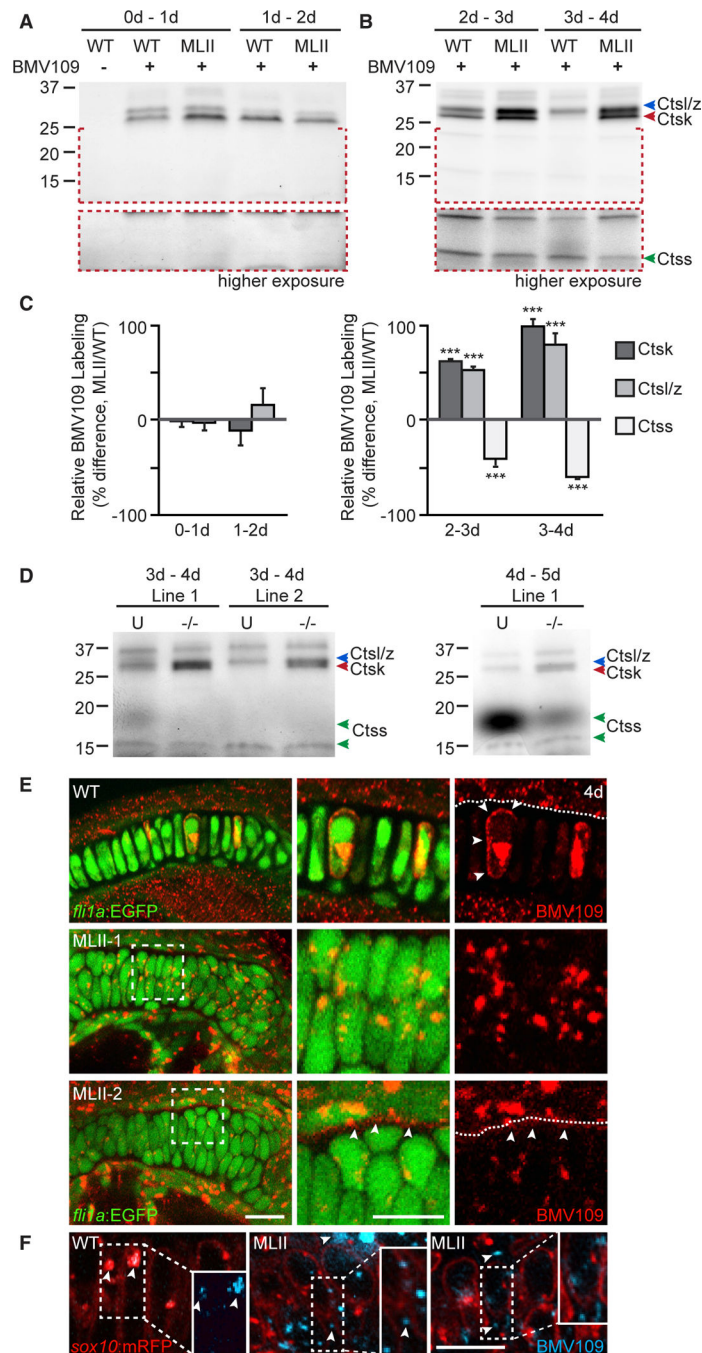 A
0d - 1d
1d - 2d
WT
WT
MLII
WT
MLII
BMV109
-
+
+
+
+
37
25
20
15
higher exposure
B
2d - 3d
3d - 4d
WT
MLII
WT
MLII
BMV109
+
+
+
+
37
25
20
15
Ctsl/z
Ctsk
Ctss
higher exposure
C
Relative BMV109 Labeling
(% difference, MLII/WT)
100
0
-100
0-1d
1-2d
Relative BMV109 Labeling
(% difference, MLII/WT)
100
0
-100
***
***
***
***
***
***
2-3d
3-4d
Ctsk
Ctsl/z
Ctss
D
3d - 4d
Line 1
3d - 4d
Line 2
U
-/-
U
-/-
37
25
20
15
Ctsl/z
Ctsk
Ctss
4d - 5d
Line 1
U
-/-
37
25
20
15
Ctsl/z
Ctsk
Ctss
E
WT
fli1a:EGFP
4d
BMV109
MLII-1
MLII-2
fli1a:EGFP
BMV109
F
WT
sox10:mRFP
MLII
MLII
BMV109